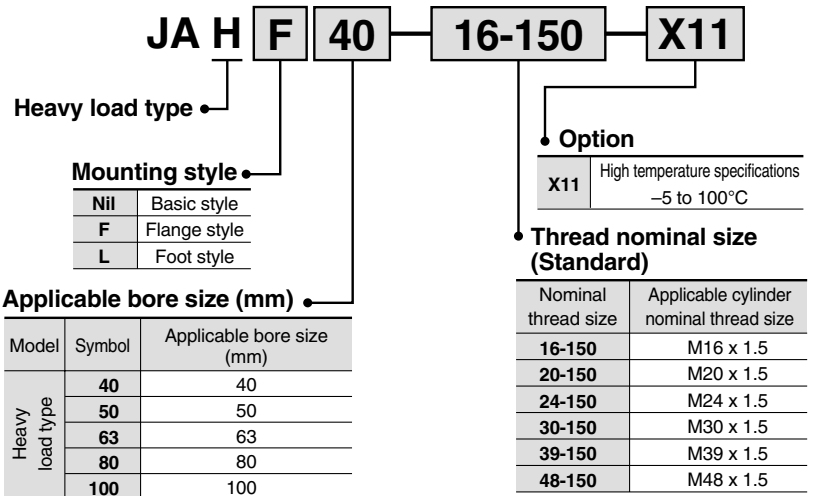 JA H F 40 16-150 X11
Heavy load type
Mounting style
Nil Basic style
F Flange style
L Foot style
Applicable bore size (mm)
Model Symbol Applicable bore size
(mm)
Heavy
load type
40 40
50 50
63 63
80 80
100 100
Option
X11 High temperature specifications
–5 to 100°C
Thread nominal size
(Standard)
Nominal
thread size
Applicable cylinder
nominal thread size
16-150 M16 x 1.5
20-150 M20 x 1.5
24-150 M24 x 1.5
30-150 M30 x 1.5
39-150 M39 x 1.5
48-150 M48 x 1.5